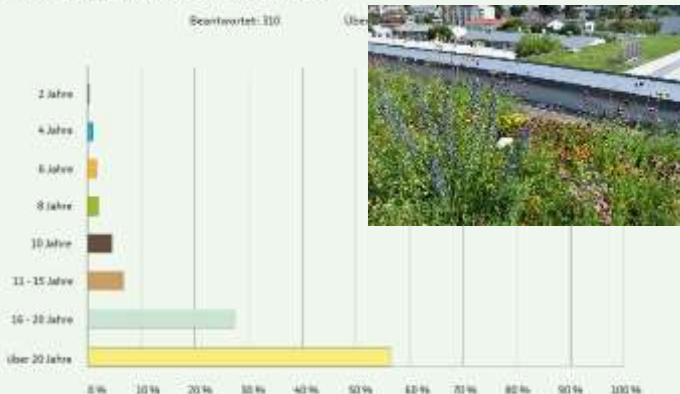 Beantwortet: 310
2 Jahre
4 Jahre
6 Jahre
8 Jahre
10 Jahre
11 - 15 Jahre
16 - 20 Jahre
über 20 Jahre
0 % 10 % 20 % 30 % 40 % 50 % 60 % 70 % 80 % 90 % 100 %